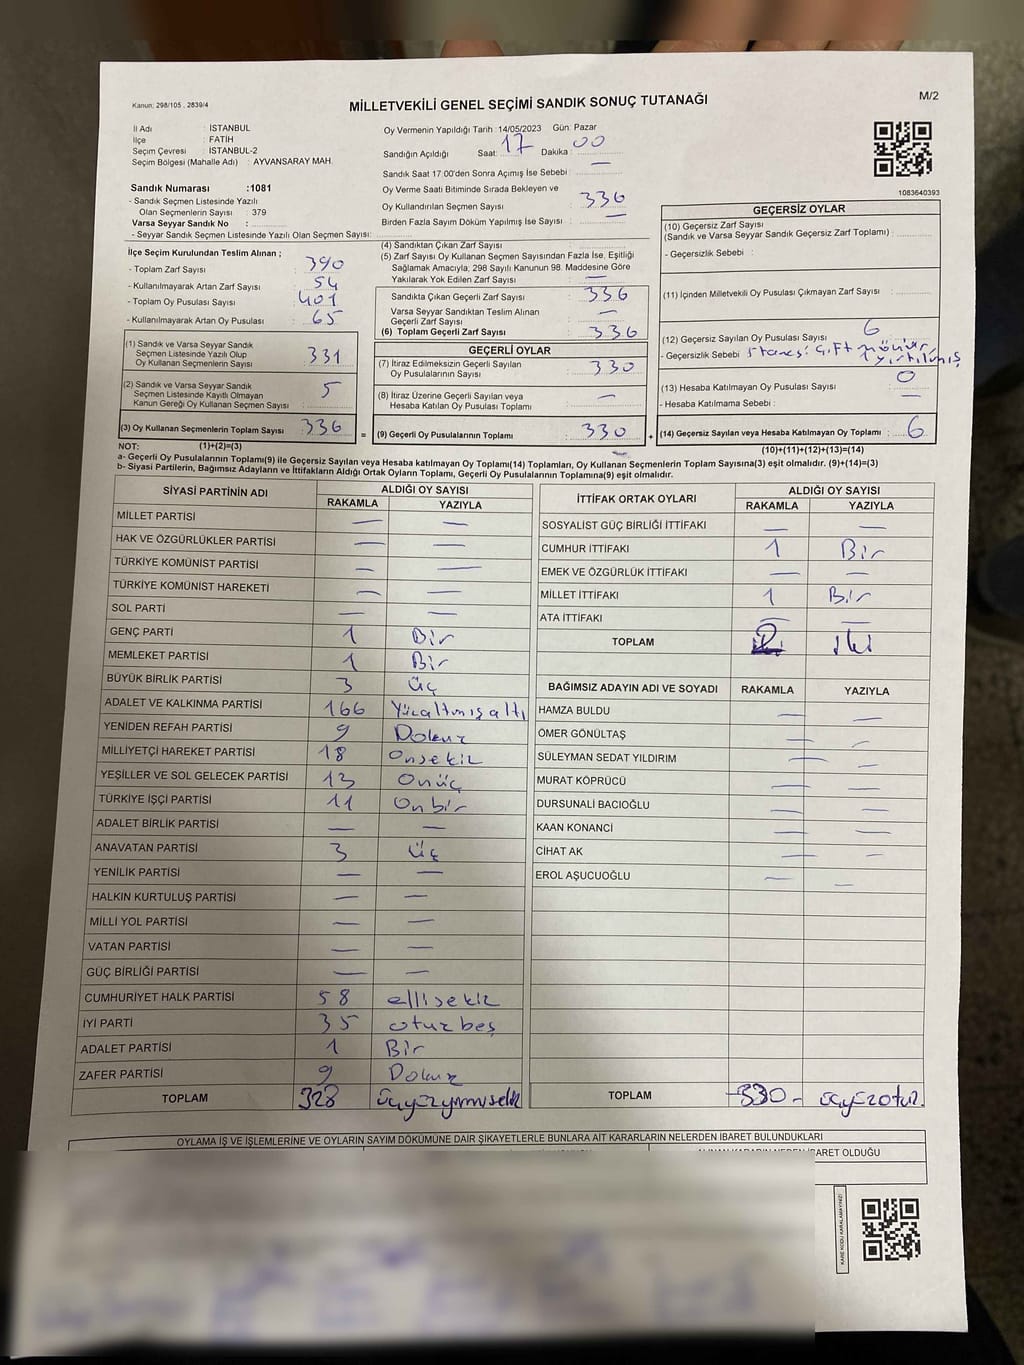 Kanun: 298/105 , 2839/4
MİLLETVEKİLİ GENEL SEÇİMİ SANDIK SONUÇ TUTANAĞI
M/2
İl Adı : İSTANBUL
İlçe : FATİH
Seçim Çevresi : İSTANBUL-2
Seçim Bölgesi (Mahalle Adı) : AYVANSARAY MAH.
Sandık Numarası :1081
- Sandık Seçmen Listesinde Yazılı
Olan Seçmenlerin Sayısı : 379
Varsa Seyyar Sandık No :
- Seyyar Sandık Seçmen Listesinde Yazılı Olan Seçmen Sayısı:
Oy Vermenin Yapıldığı Tarih :14/05/2023 Gün: Pazar
Sandığın Açıldığı Saat: 17 Dakika : 00
Sandık Saat 17:00'den Sonra Açımış İse Sebebi : —
Oy Verme Saati Bitiminde Sırada Bekleyen ve
Oy Kullandırılan Seçmen Sayısı : 336
Birden Fazla Sayım Döküm Yapılmış İse Sayısı : —
1083640393
İlçe Seçim Kurulundan Teslim Alınan ;
- Toplam Zarf Sayısı : 390
- Kullanılmayarak Artan Zarf Sayısı : 54
- Toplam Oy Pusulası Sayısı : 401
- Kullanılmayarak Artan Oy Pusulası : 65
(1) Sandık ve Varsa Seyyar Sandık
Seçmen Listesinde Yazılı Olup
Oy Kullanan Seçmenlerin Sayısı : 331
(2) Sandık ve Varsa Seyyar Sandık
Seçmen Listesinde Kayıtlı Olmayan
Kanun Gereği Oy Kullanan Seçmen Sayısı : 5
(3) Oy Kullanan Seçmenlerin Toplam Sayısı : 336
(4) Sandıktan Çıkan Zarf Sayısı :
(5) Zarf Sayısı Oy Kullanan Seçmen Sayısından Fazla İse, Eşitliği
Sağlamak Amacıyla, 298 Sayılı Kanunun 98. Maddesine Göre
Yakılarak Yok Edilen Zarf Sayısı : —
Sandıkta Çıkan Geçerli Zarf Sayısı : 336
Varsa Seyyar Sandıktan Teslim Alınan
Geçerli Zarf Sayısı : —
(6) Toplam Geçerli Zarf Sayısı : 336
GEÇERLİ OYLAR
(7) İtiraz Edilmeksizin Geçerli Sayılan
Oy Pusulalarının Sayısı : 330
(8) İtiraz Üzerine Geçerli Sayılan veya
Hesaba Katılan Oy Pusulası Toplamı : —
= (9) Geçerli Oy Pusulalarının Toplamı : 330 +
GEÇERSİZ OYLAR
(10) Geçersiz Zarf Sayısı
(Sandık ve Varsa Seyyar Sandık Geçersiz Zarf Toplamı) :
- Geçersizlik Sebebi :
(11) İçinden Milletvekili Oy Pusulası Çıkmayan Zarf Sayısı :
(12) Geçersiz Sayılan Oy Pusulası Sayısı : 6
- Geçersizlik Sebebi : 5 tanesi çift mühür,
1 yırtılmış
(13) Hesaba Katılmayan Oy Pusulası Sayısı : 0
- Hesaba Katılmama Sebebi : —
(14) Geçersiz Sayılan veya Hesaba Katılmayan Oy Toplamı : 6
NOT: (1)+(2)=(3)
(10)+(11)+(12)+(13)=(14)
a- Geçerli Oy Pusulalarının Toplamı(9) ile Geçersiz Sayılan veya Hesaba katılmayan Oy Toplamı(14) Toplamları, Oy Kullanan Seçmenlerin Toplam Sayısına(3) eşit olmalıdır. (9)+(14)=(3)
b- Siyasi Partilerin, Bağımsız Adayların ve İttifakların Aldığı Ortak Oyların Toplamı, Geçerli Oy Pusulalarının Toplamına(9) eşit olmalıdır.
SİYASİ PARTİNİN ADI ALDIĞI OY SAYISI
RAKAMLA YAZIYLA
MİLLET PARTİSİ — —
HAK VE ÖZGÜRLÜKLER PARTİSİ — —
TÜRKİYE KOMÜNİST PARTİSİ — —
TÜRKİYE KOMÜNİST HAREKETİ — —
SOL PARTİ — —
GENÇ PARTİ 1 Bir
MEMLEKET PARTİSİ 1 Bir
BÜYÜK BİRLİK PARTİSİ 3 üç
ADALET VE KALKINMA PARTİSİ 166 Yüzaltmışaltı
YENİDEN REFAH PARTİSİ 9 Dokuz
MİLLİYETÇİ HAREKET PARTİSİ 18 Onsekiz
YEŞİLLER VE SOL GELECEK PARTİSİ 13 Onüç
TÜRKİYE İŞÇİ PARTİSİ 11 Onbir
ADALET BİRLİK PARTİSİ — —
ANAVATAN PARTİSİ 3 üç
YENİLİK PARTİSİ — —
HALKIN KURTULUŞ PARTİSİ — —
MİLLİ YOL PARTİSİ — —
VATAN PARTİSİ — —
GÜÇ BİRLİĞİ PARTİSİ — —
CUMHURİYET HALK PARTİSİ 58 ellisekiz
İYİ PARTİ 35 otuzbeş
ADALET PARTİSİ 1 Bir
ZAFER PARTİSİ 9 Dokuz
TOPLAM 328 üçyüzyirmisekiz
İTTİFAK ORTAK OYLARI ALDIĞI OY SAYISI
RAKAMLA YAZIYLA
SOSYALİST GÜÇ BİRLİĞİ İTTİFAKI — —
CUMHUR İTTİFAKI 1 Bir
EMEK VE ÖZGÜRLÜK İTTİFAKI — —
MİLLET İTTİFAKI 1 Bir
ATA İTTİFAKI — —
TOPLAM 2 iki
BAĞIMSIZ ADAYIN ADI VE SOYADI RAKAMLA YAZIYLA
HAMZA BULDU — —
ÖMER GÖNÜLTAŞ — —
SÜLEYMAN SEDAT YILDIRIM — —
MURAT KÖPRÜCÜ — —
DURSUNALİ BACIOĞLU — —
KAAN KONANCİ — —
CİHAT AK — —
EROL AŞUCUOĞLU — —
TOPLAM -330- üçyüzotuz.
OYLAMA İŞ VE İŞLEMLERİNE VE OYLARIN SAYIM DÖKÜMÜNE DAİR ŞİKAYETLERLE BUNLARA AİT KARARLARIN NELERDEN İBARET BULUNDUKLARI
İBARET OLDUĞU
KARE KODU KARALAMAYINIZ!